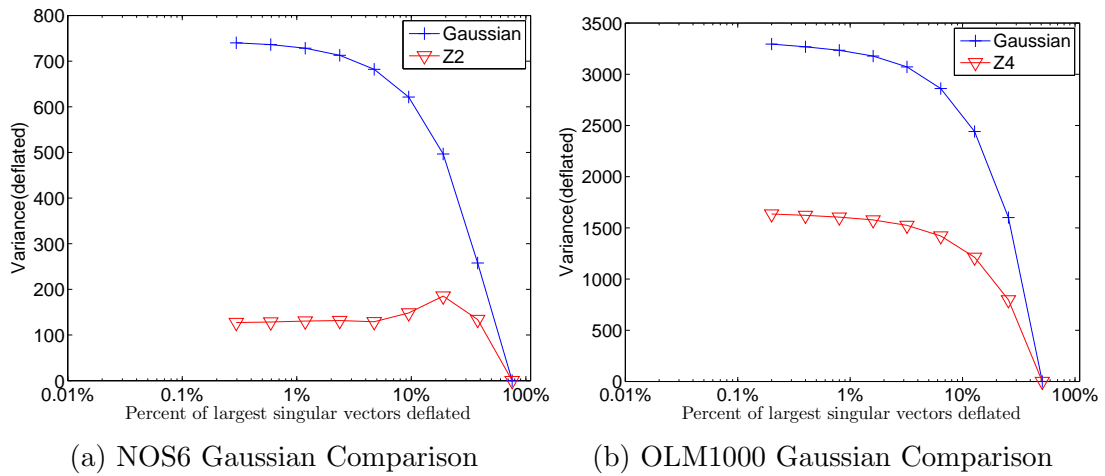 800
700
600
500
400
300
200
100
0
Variance(deflated)
Gaussian
Z2
0.01%
0.1%
1%
10%
100%
Percent of largest singular vectors deflated
(a) NOS6 Gaussian Comparison
3500
3000
2500
2000
1500
1000
500
0
Variance(deflated)
Gaussian
Z4
0.01%
0.1%
1%
10%
100%
Percent of largest singular vectors deflated
(b) OLM1000 Gaussian Comparison